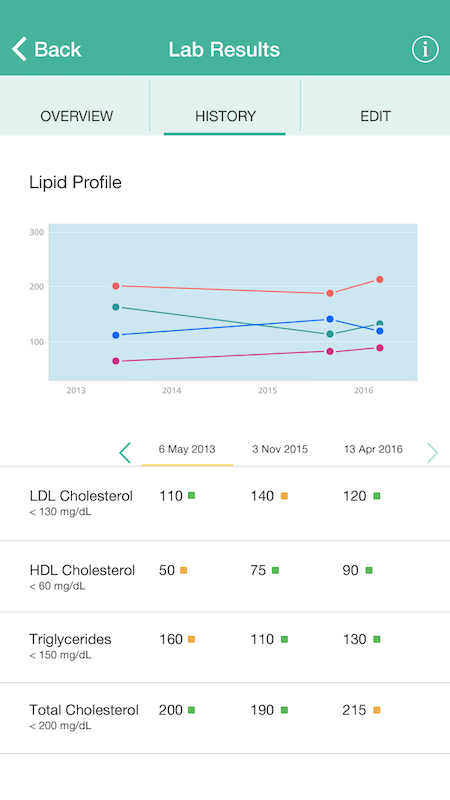 Back
Lab Results
i
OVERVIEW
HISTORY
EDIT
Lipid Profile
300
200
100
2013
2014
2015
2016
6 May 2013
3 Nov 2015
13 Apr 2016
LDL Cholesterol
110
140
120
< 130 mg/dL
HDL Cholesterol
50
75
90
< 60 mg/dL
Triglycerides
160
110
130
< 150 mg/dL
Total Cholesterol
200
190
215
< 200 mg/dL